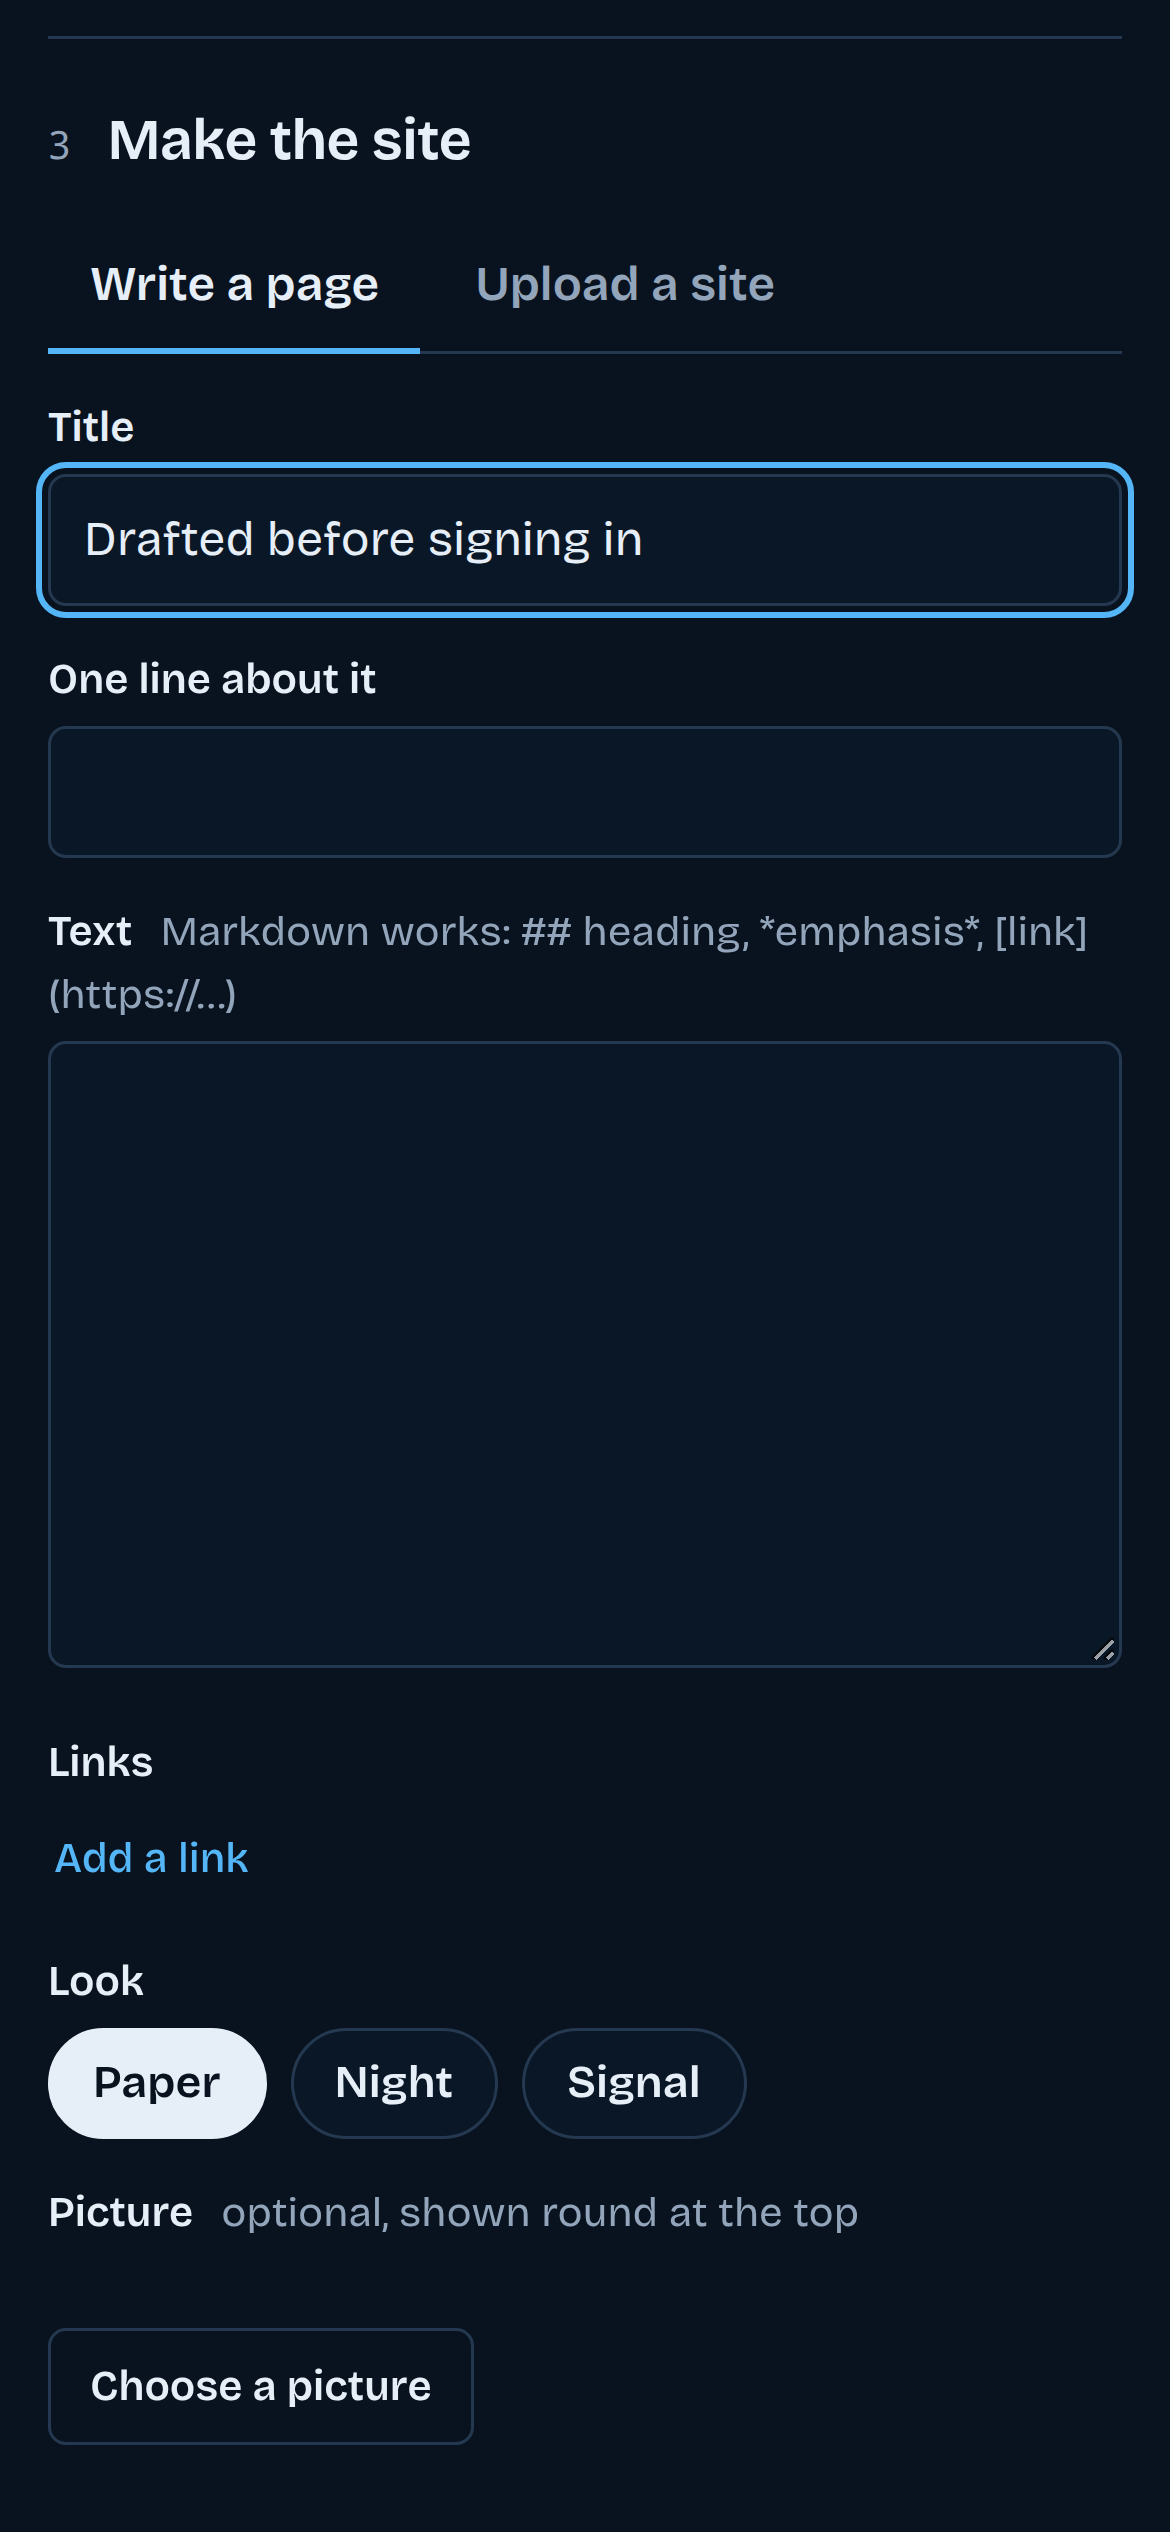 3 Make the site
Write a page Upload a site
Title
Drafted before signing in
One line about it
Text Markdown works: ## heading, *emphasis*, [link]
(https://...)
Links
Add a link
Look
Paper Night Signal
Picture optional, shown round at the top
Choose a picture